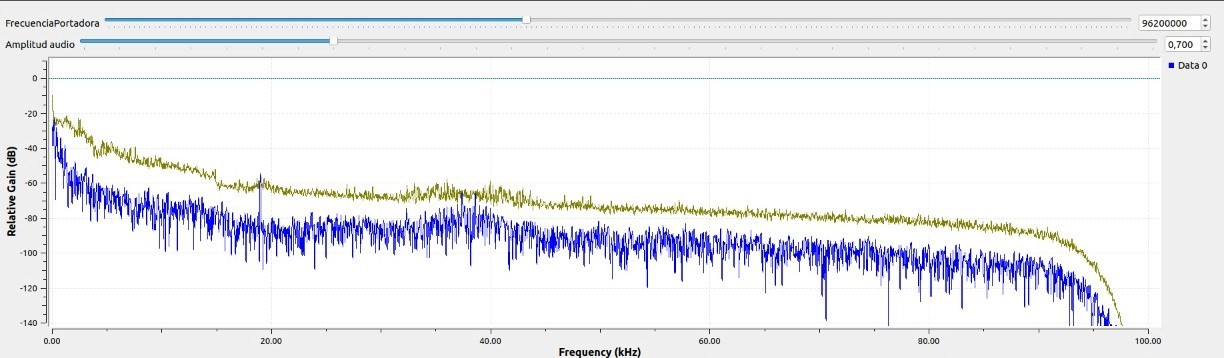 FrecuenciaPortadora 96200000
Amplitud audio 0,700
Data 0
Relative Gain (dB)
0
-20
-40
-60
-80
-100
-120
-140
0.00 20.00 40.00 60.00 80.00 100.00
Frequency (kHz)